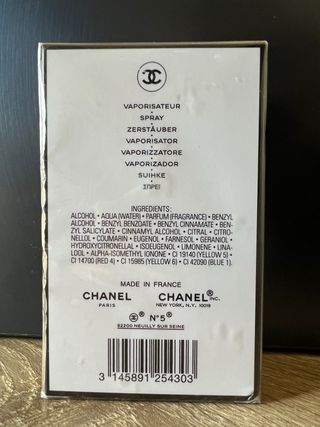 VAPORISATEUR
SPRAY
ZERSTÄUBER
VAPORISATOR
VAPORIZZATORE
VAPORIZADOR
SUIHKE
ΣΠΡΕΪ
INGREDIENTS:
ALCOHOL • AQUA (WATER) • PARFUM (FRAGRANCE) • BENZYL
ALCOHOL • BENZYL BENZOATE • BENZYL CINNAMATE • BEN-
ZYL SALICYLATE • CINNAMYL ALCOHOL • CITRAL • CITRO-
NELLOL • COUMARIN • EUGENOL • FARNESOL • GERANIOL •
HYDROXYCITRONELLAL • ISOEUGENOL • LIMONENE • LINA-
LOOL • ALPHA-ISOMETHYL IONONE • CI 19140 (YELLOW 5) •
CI 14700 (RED 4) • CI 15985 (YELLOW 6) • CI 42090 (BLUE 1).
MADE IN FRANCE
CHANEL CHANEL® INC.
PARIS NEW YORK, N.Y. 10019
® N°5®
92200 NEUILLY SUR SEINE
3 145891 254303